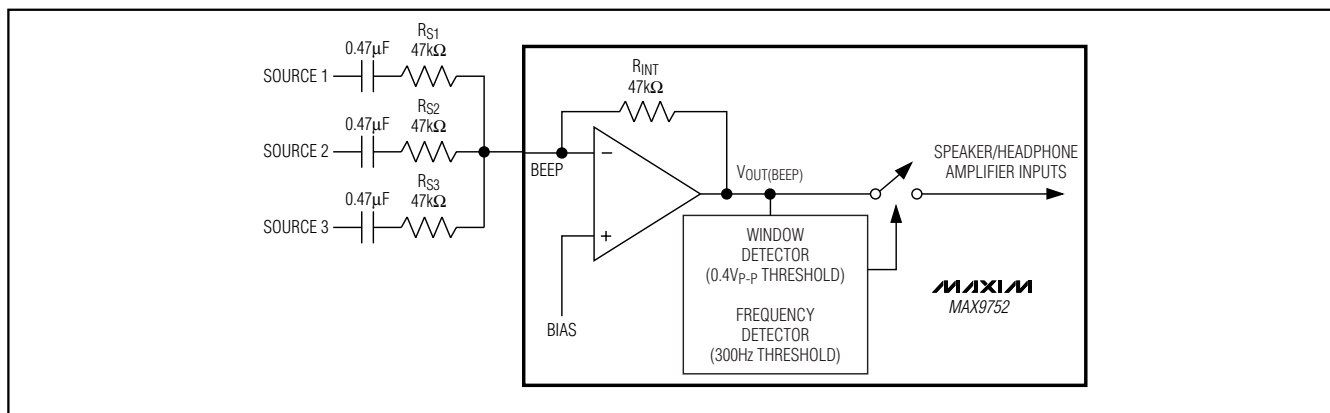 0.47µF
RS1
47kΩ
SOURCE 1
0.47µF
RS2
47kΩ
SOURCE 2
0.47µF
RS3
47kΩ
SOURCE 3
RINT
47kΩ
BEEP
−
+
BIAS
VOUT(BEEP)
WINDOW
DETECTOR
(0.4VP-P THRESHOLD)
FREQUENCY
DETECTOR
(300Hz THRESHOLD)
SPEAKER/HEADPHONE
AMPLIFIER INPUTS
MAXIM
MAX9752